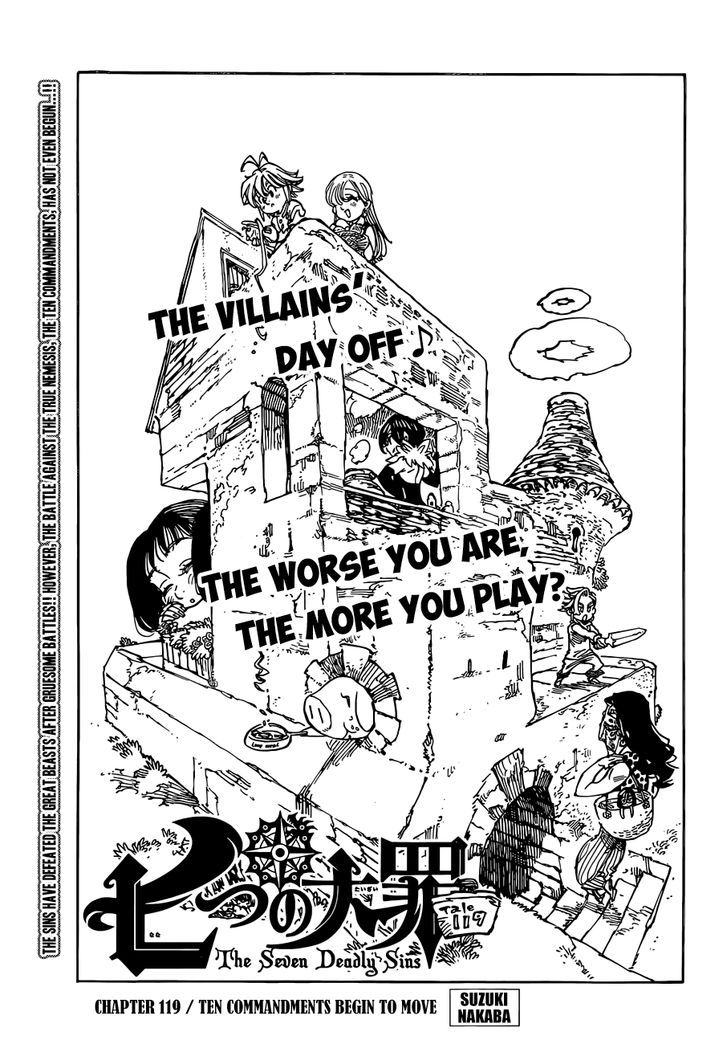 THE SINS HAVE DEFEATED THE GREAT BEASTS AFTER GRUESOME BATTLES!! HOWEVER, THE BATTLE AGAINST THE TRUE NEMESIS, THE TEN COMMANDMENTS, HAS NOT EVEN BEGUN...!!
THE VILLAINS'
DAY OFF♪
THE WORSE YOU ARE,
THE MORE YOU PLAY?
七つの大罪
The Seven Deadly Sins
Tale
119
CHAPTER 119 / TEN COMMANDMENTS BEGIN TO MOVE
SUZUKI
NAKABA